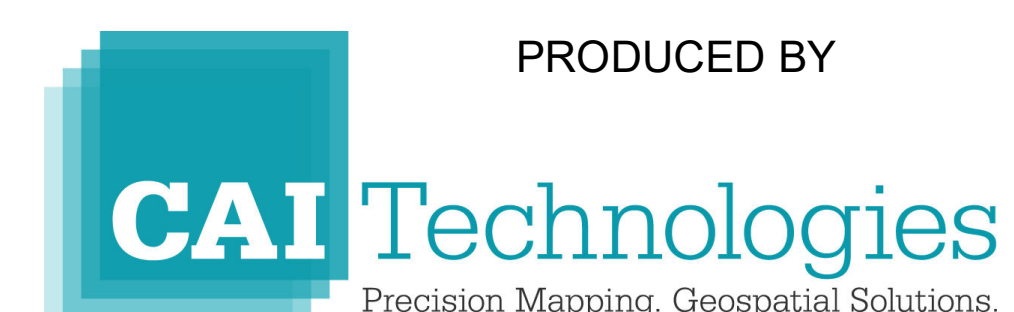 PRODUCED BY
CAI Technologies
Precision Mapping. Geospatial Solutions.